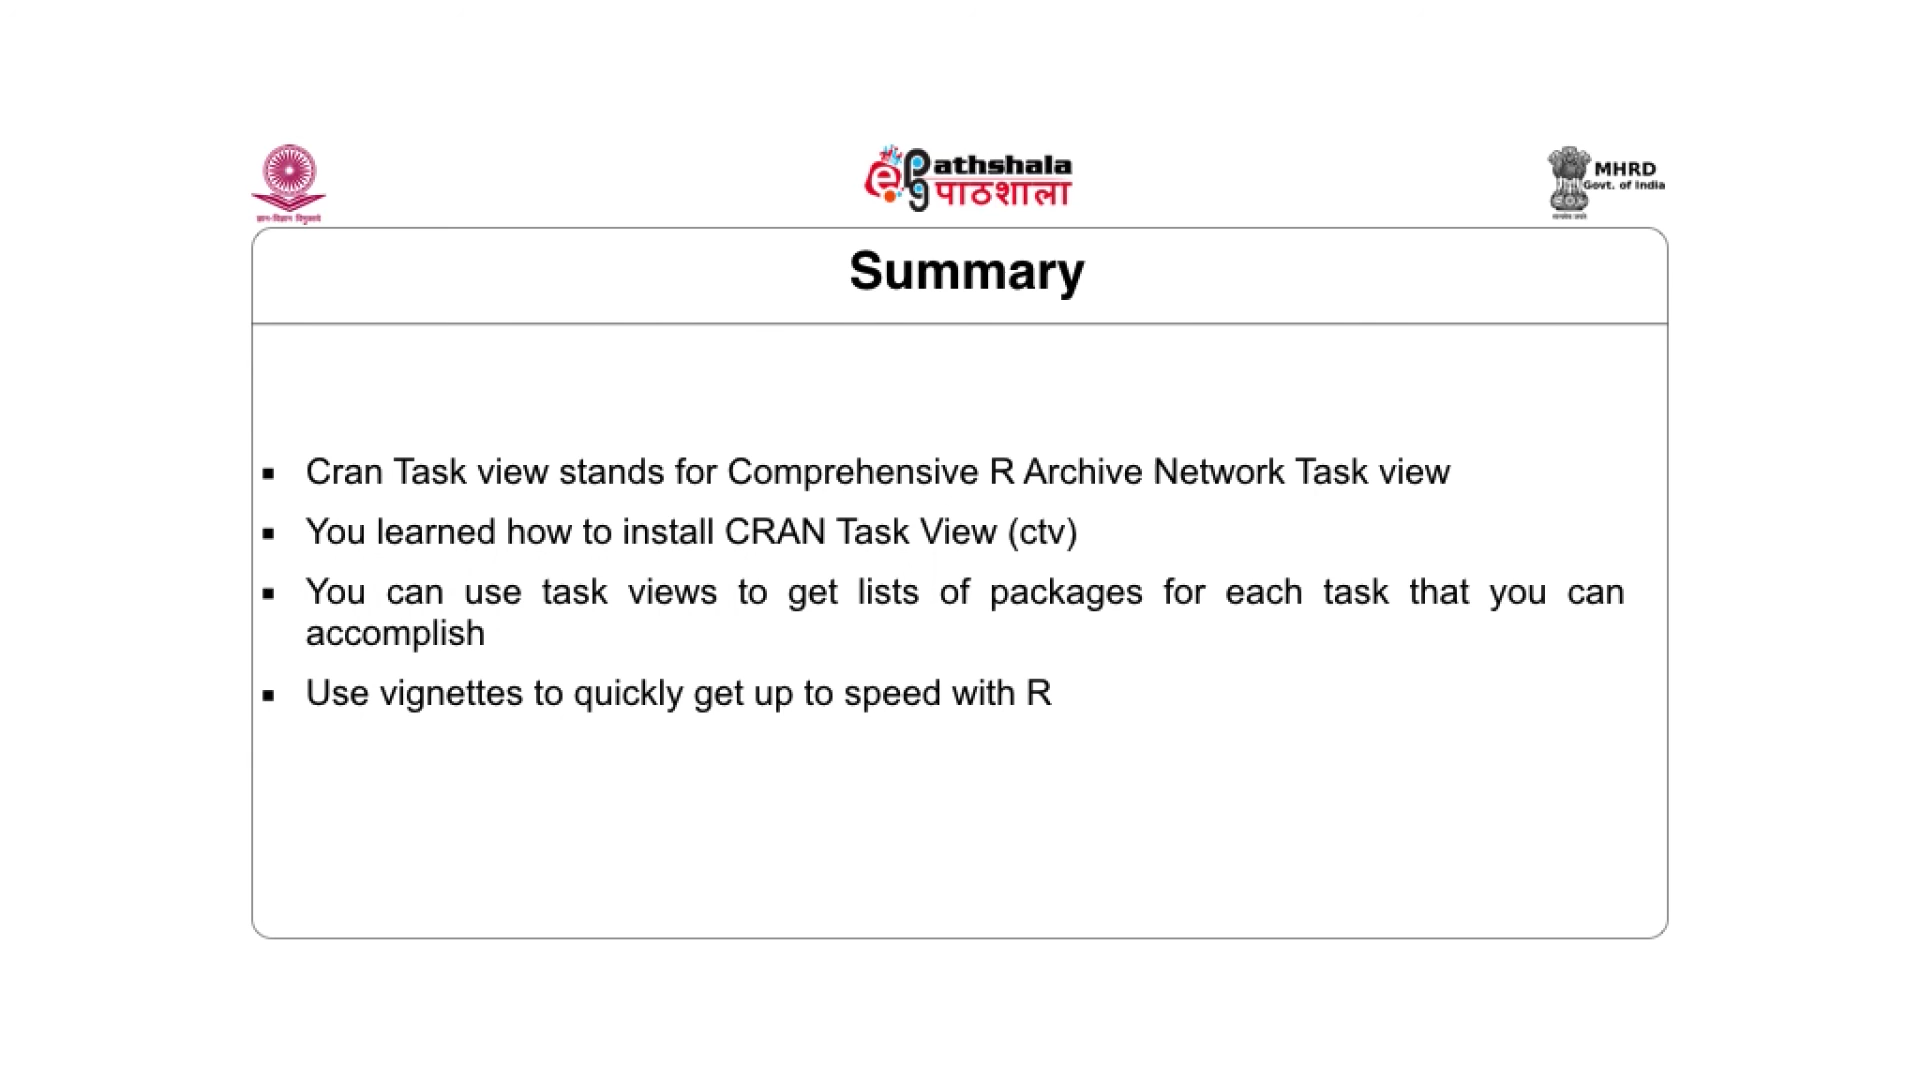 ज्ञान-विज्ञान विमुक्तये
ePG athshala
पाठशाला
MHRD
Govt. of India
Summary
▪ Cran Task view stands for Comprehensive R Archive Network Task view
▪ You learned how to install CRAN Task View (ctv)
▪ You can use task views to get lists of packages for each task that you can
accomplish
▪ Use vignettes to quickly get up to speed with R